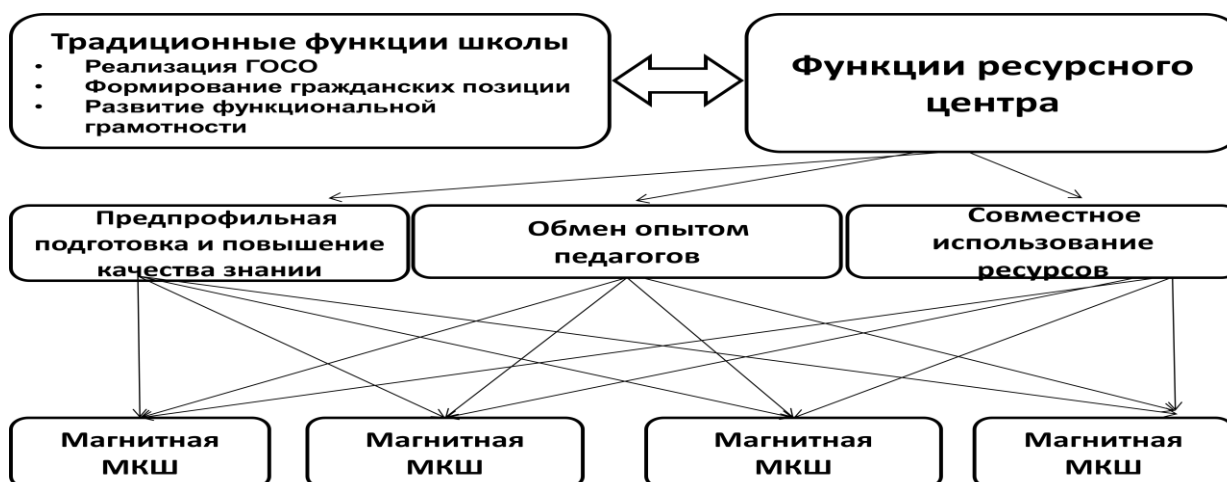 Традиционные функции школы
• Реализация ГОСО
• Формирование гражданских позиции
• Развитие функциональной
грамотности
Функции ресурсного
центра
Предпрофильная
подготовка и повышение
качества знании
Обмен опытом
педагогов
Совместное
использование
ресурсов
Магнитная
МКШ
Магнитная
МКШ
Магнитная
МКШ
Магнитная
МКШ